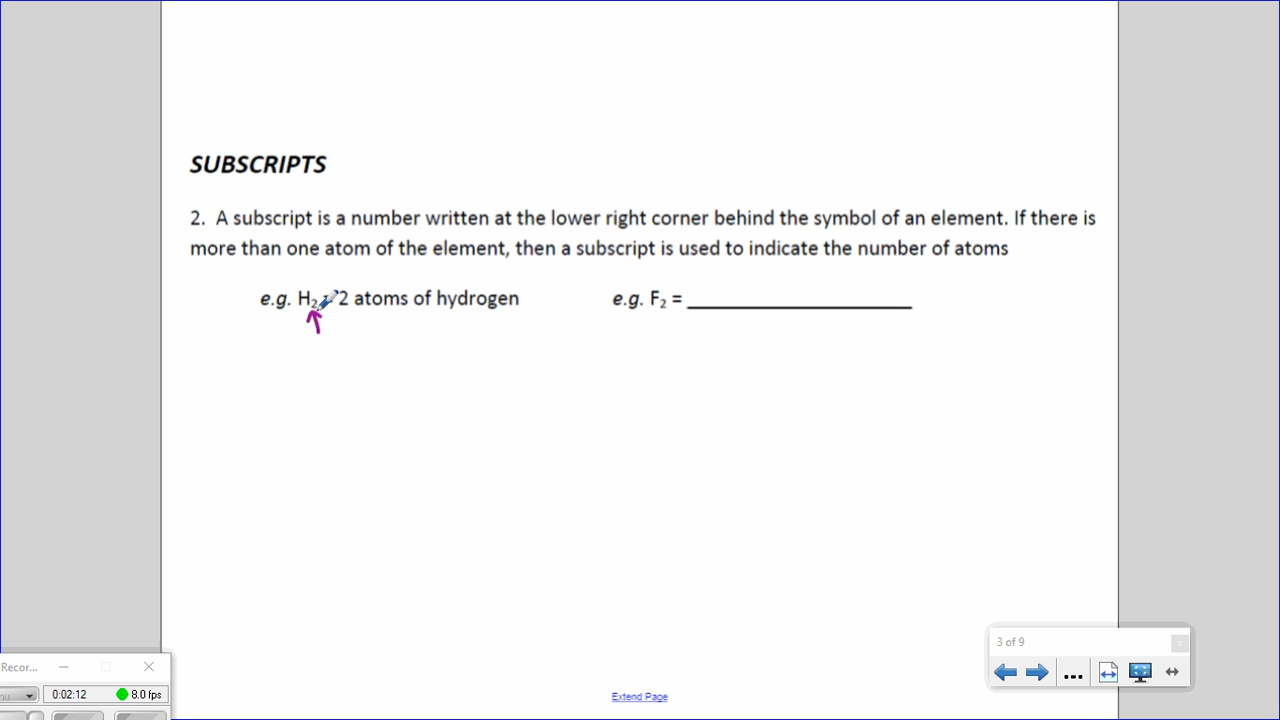 SUBSCRIPTS
2. A subscript is a number written at the lower right corner behind the symbol of an element. If there is
more than one atom of the element, then a subscript is used to indicate the number of atoms
e.g. H₂ = 2 atoms of hydrogen e.g. F₂ = ____________________
3 of 9
Recor...
0:02:12 8.0 fps
Extend Page